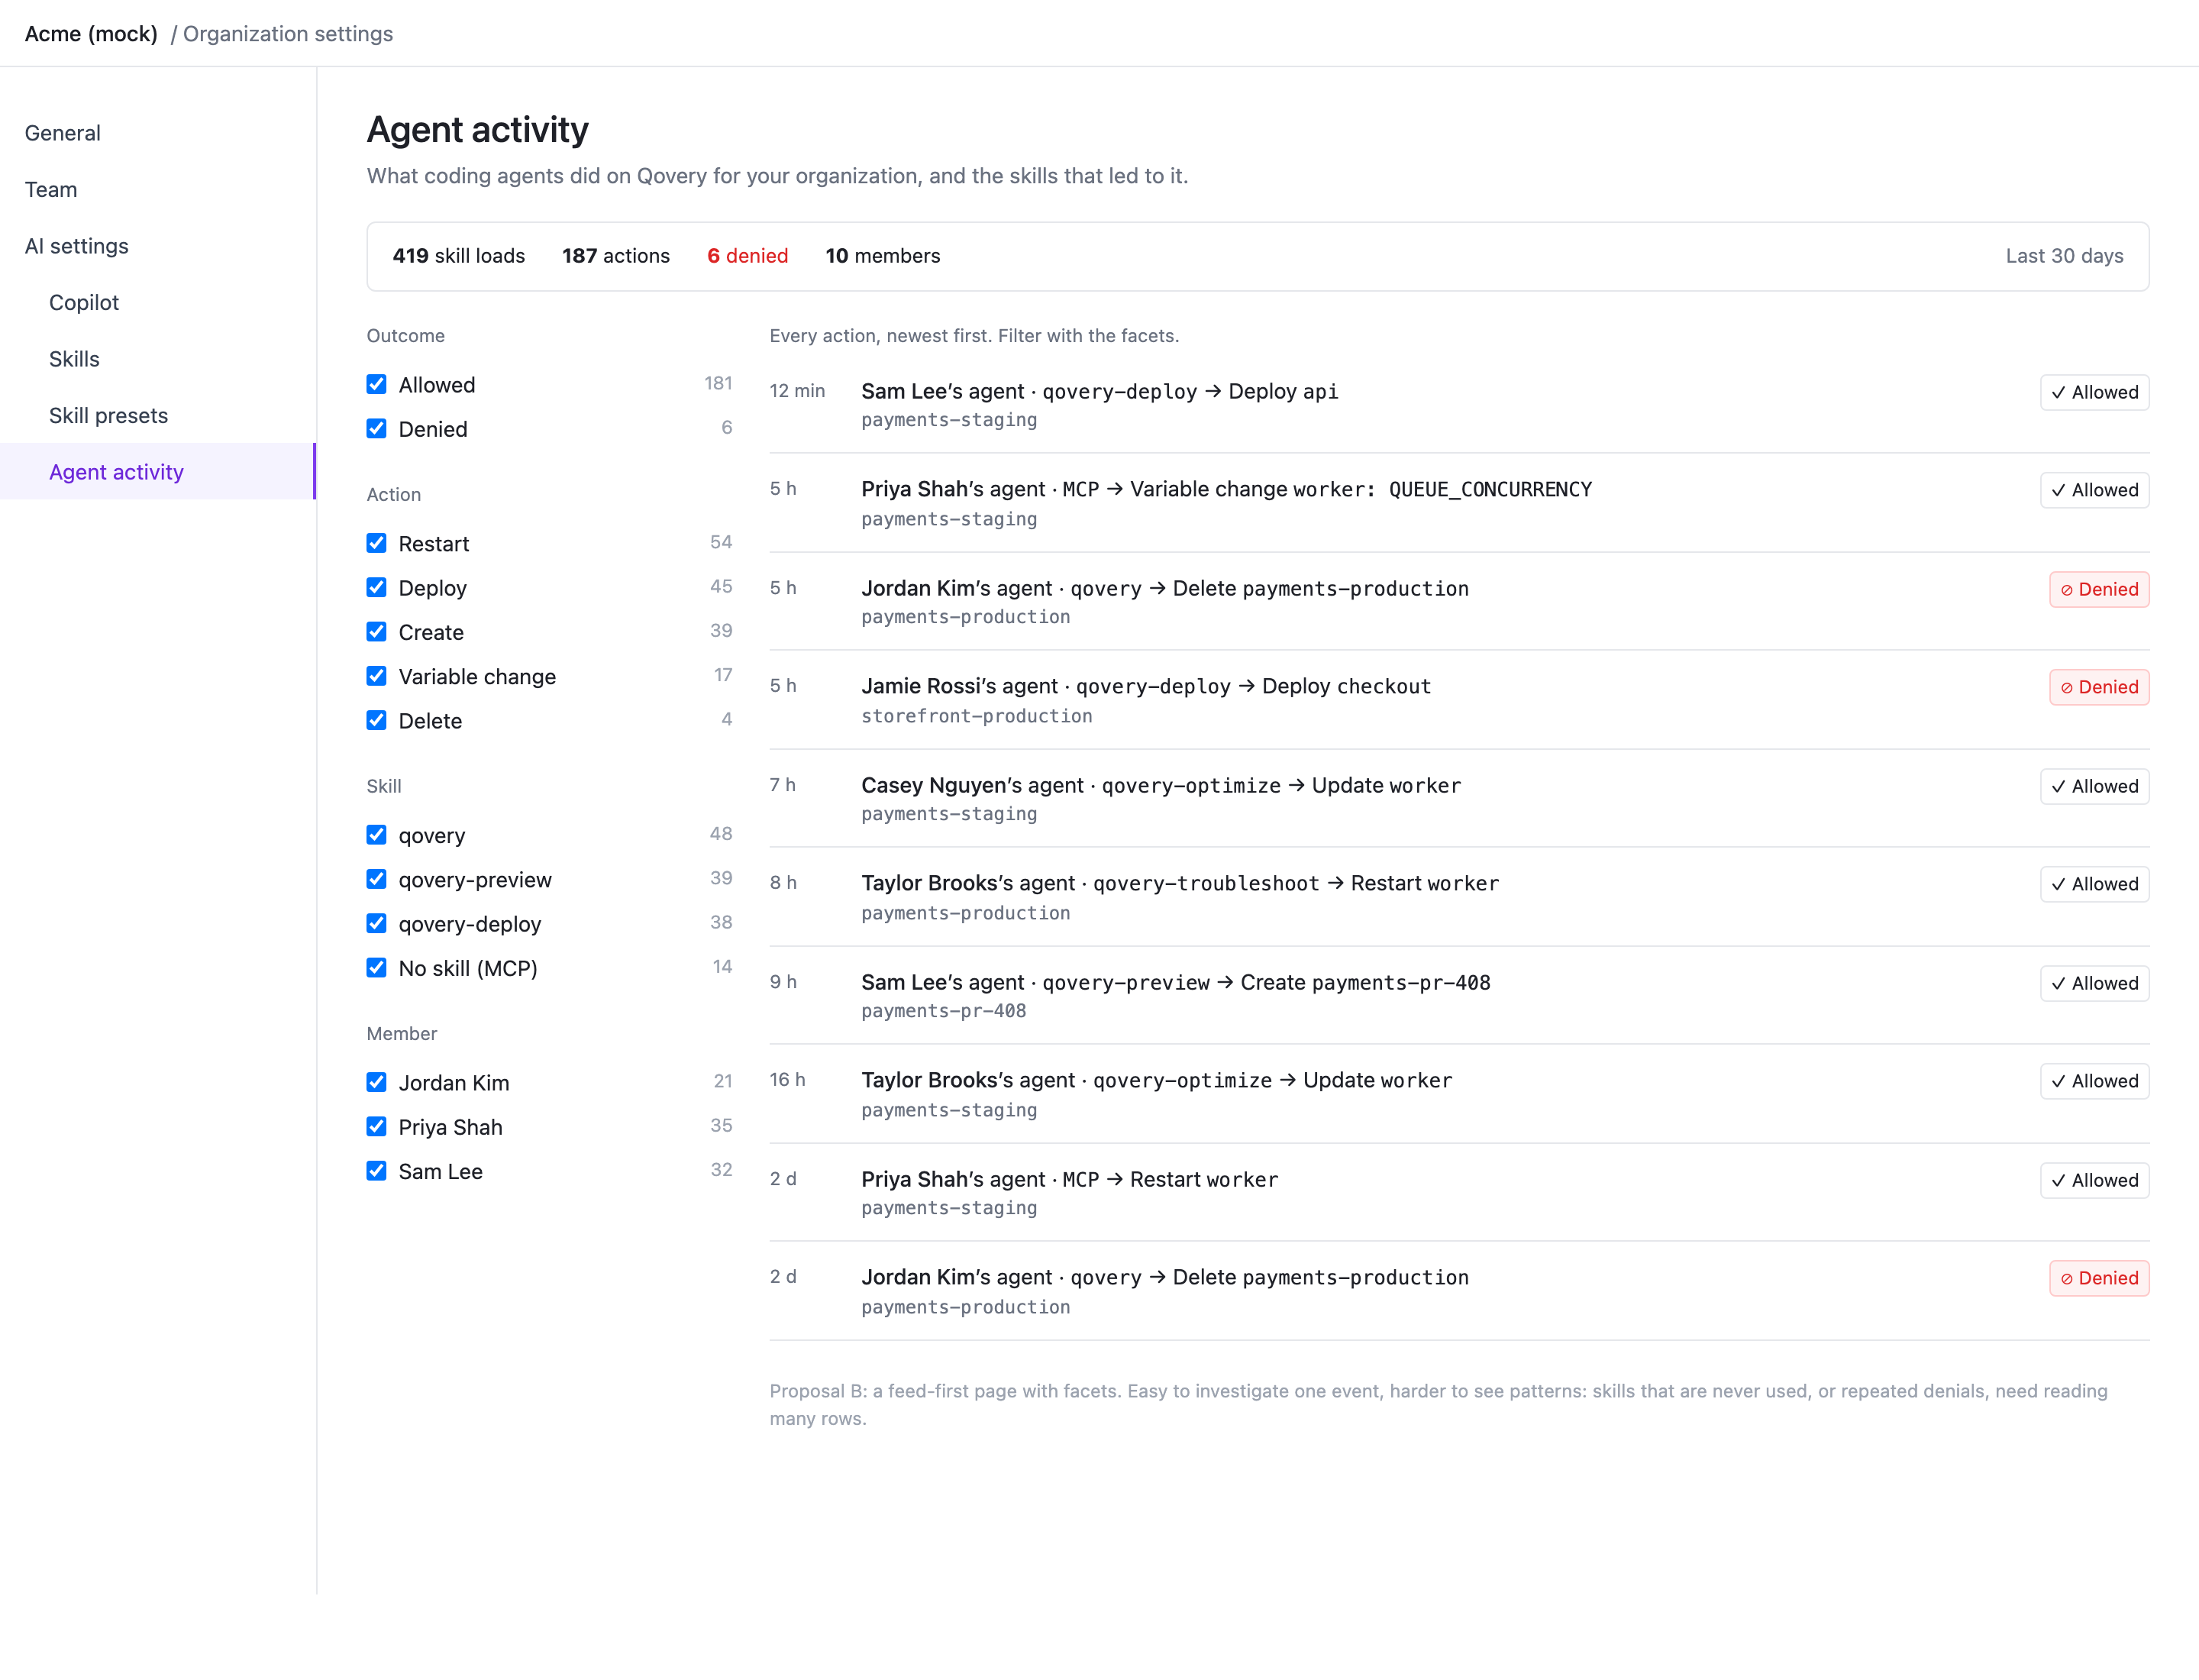 Acme (mock) / Organization settings
General
Team
AI settings
Copilot
Skills
Skill presets
Agent activity
Agent activity
What coding agents did on Qovery for your organization, and the skills that led to it.
419 skill loads 187 actions 6 denied 10 members Last 30 days
Outcome
Allowed 181
Denied 6
Action
Restart 54
Deploy 45
Create 39
Variable change 17
Delete 4
Skill
qovery 48
qovery-preview 39
qovery-deploy 38
No skill (MCP) 14
Member
Jordan Kim 21
Priya Shah 35
Sam Lee 32
Every action, newest first. Filter with the facets.
12 min Sam Lee’s agent · qovery-deploy → Deploy api ✓ Allowed
payments-staging
5 h Priya Shah’s agent · MCP → Variable change worker: QUEUE_CONCURRENCY ✓ Allowed
payments-staging
5 h Jordan Kim’s agent · qovery → Delete payments-production ⊘ Denied
payments-production
5 h Jamie Rossi’s agent · qovery-deploy → Deploy checkout ⊘ Denied
storefront-production
7 h Casey Nguyen’s agent · qovery-optimize → Update worker ✓ Allowed
payments-staging
8 h Taylor Brooks’s agent · qovery-troubleshoot → Restart worker ✓ Allowed
payments-production
9 h Sam Lee’s agent · qovery-preview → Create payments-pr-408 ✓ Allowed
payments-pr-408
16 h Taylor Brooks’s agent · qovery-optimize → Update worker ✓ Allowed
payments-staging
2 d Priya Shah’s agent · MCP → Restart worker ✓ Allowed
payments-staging
2 d Jordan Kim’s agent · qovery → Delete payments-production ⊘ Denied
payments-production
Proposal B: a feed-first page with facets. Easy to investigate one event, harder to see patterns: skills that are never used, or repeated denials, need reading
many rows.